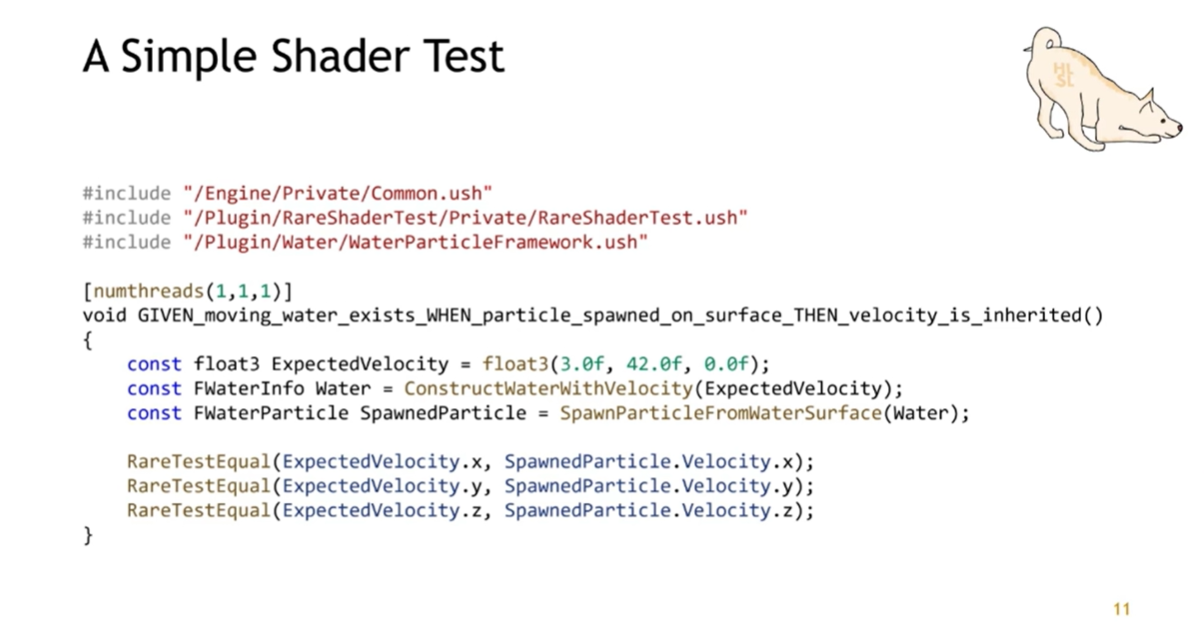 A Simple Shader Test
HL
SL
#include "/Engine/Private/Common.ush"
#include "/Plugin/RareShaderTest/Private/RareShaderTest.ush"
#include "/Plugin/Water/WaterParticleFramework.ush"
[numthreads(1,1,1)]
void GIVEN_moving_water_exists_WHEN_particle_spawned_on_surface_THEN_velocity_is_inherited()
{
    const float3 ExpectedVelocity = float3(3.0f, 42.0f, 0.0f);
    const FWaterInfo Water = ConstructWaterWithVelocity(ExpectedVelocity);
    const FWaterParticle SpawnedParticle = SpawnParticleFromWaterSurface(Water);
    RareTestEqual(ExpectedVelocity.x, SpawnedParticle.Velocity.x);
    RareTestEqual(ExpectedVelocity.y, SpawnedParticle.Velocity.y);
    RareTestEqual(ExpectedVelocity.z, SpawnedParticle.Velocity.z);
}
11